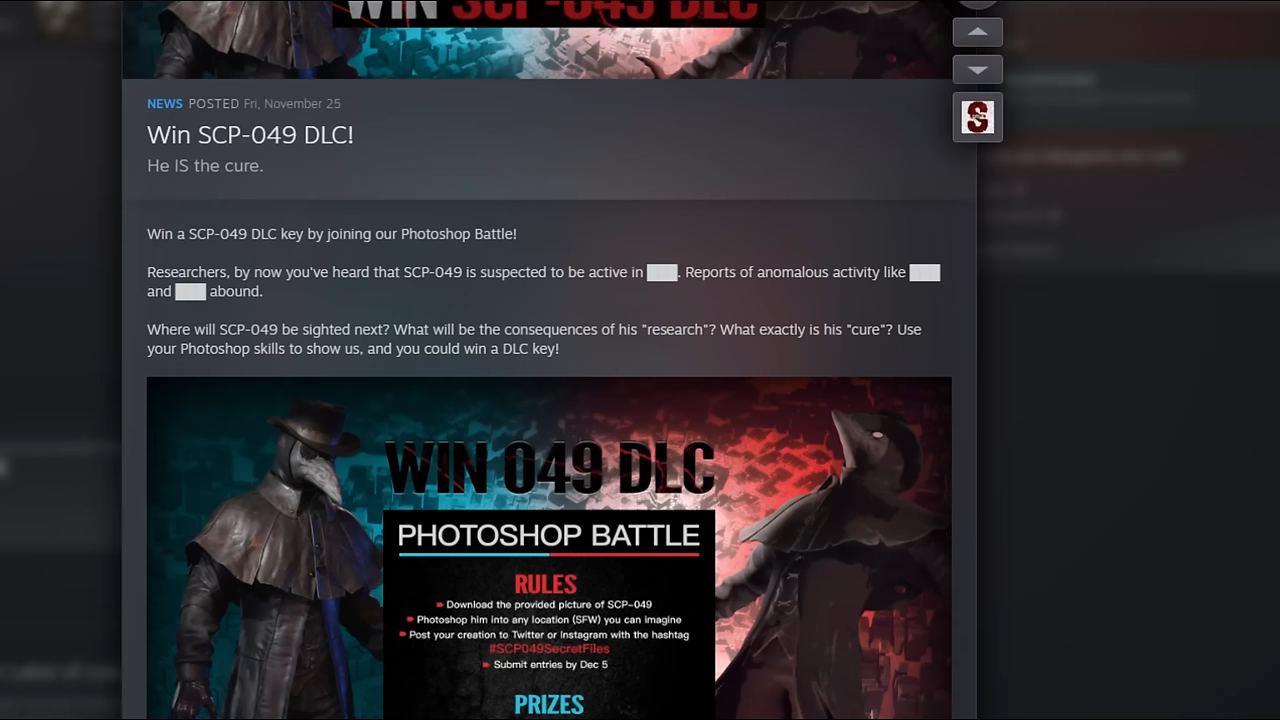 WIN SCP-049 DLC
NEWS POSTED Fri, November 25
Win SCP-049 DLC!
He IS the cure.
Win a SCP-049 DLC key by joining our Photoshop Battle!
Researchers, by now you've heard that SCP-049 is suspected to be active in ███. Reports of anomalous activity like ███
and ███ abound.
Where will SCP-049 be sighted next? What will be the consequences of his "research"? What exactly is his "cure"? Use
your Photoshop skills to show us, and you could win a DLC key!
WIN 049 DLC
PHOTOSHOP BATTLE
RULES
Download the provided picture of SCP-049
Photoshop him into any location (SFW) you can imagine
Post your creation to Twitter or Instagram with the hashtag
#SCP049SecretFiles
Submit entries by Dec 5
PRIZES